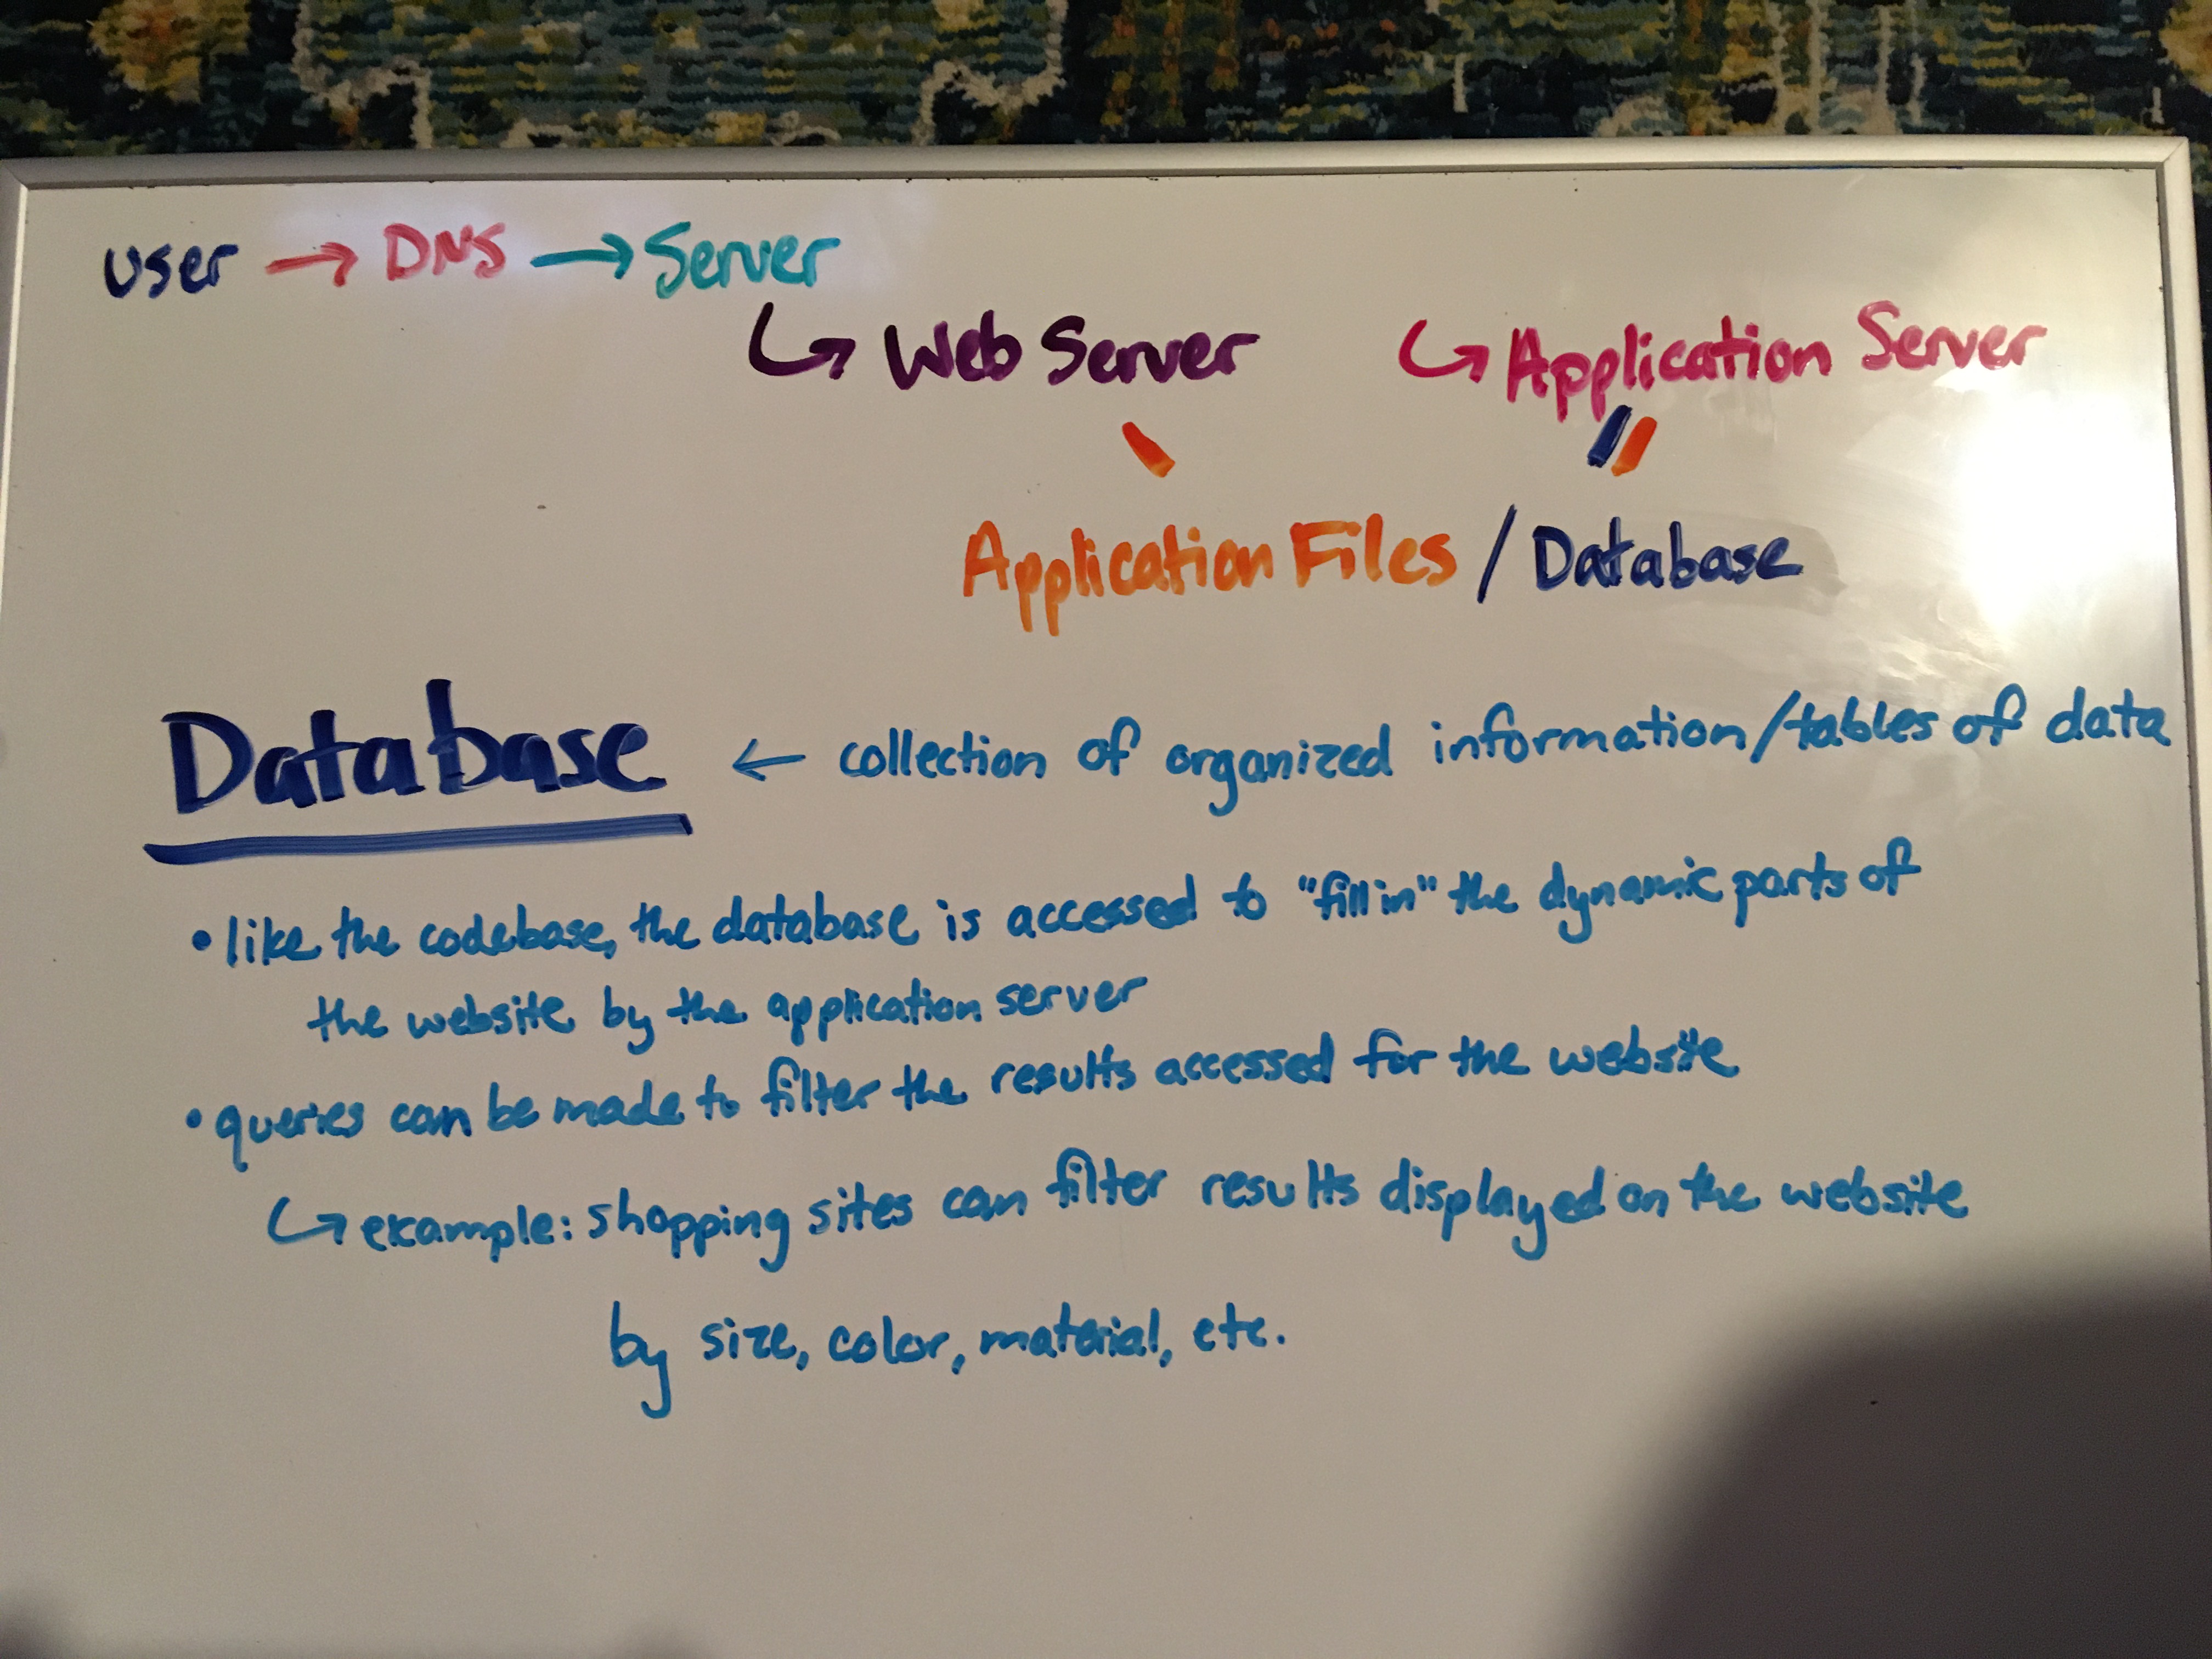 user → DNS → Server
↳ Web Server ↳ Application Server
Application Files / Database
Database ← collection of organized information/tables of data
• like the codebase, the database is accessed to "fill in" the dynamic parts of
the website by the application server
• queries can be made to filter the results accessed for the website
↳ example: shopping sites can filter results displayed on the website
by size, color, material, etc.